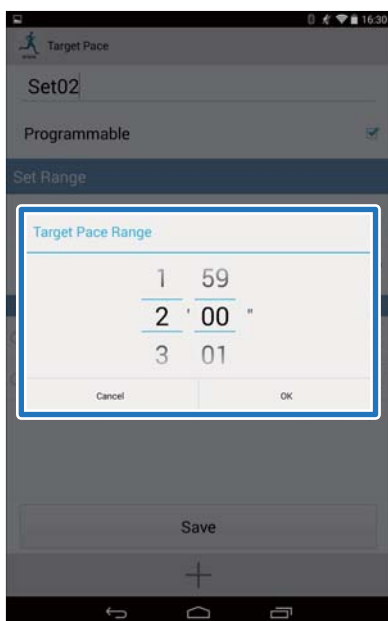 16:30
Target Pace
Set02
Programmable
Set Range
Target Pace Range
1 59
2 ' 00 "
3 01
Cancel OK
Save
+